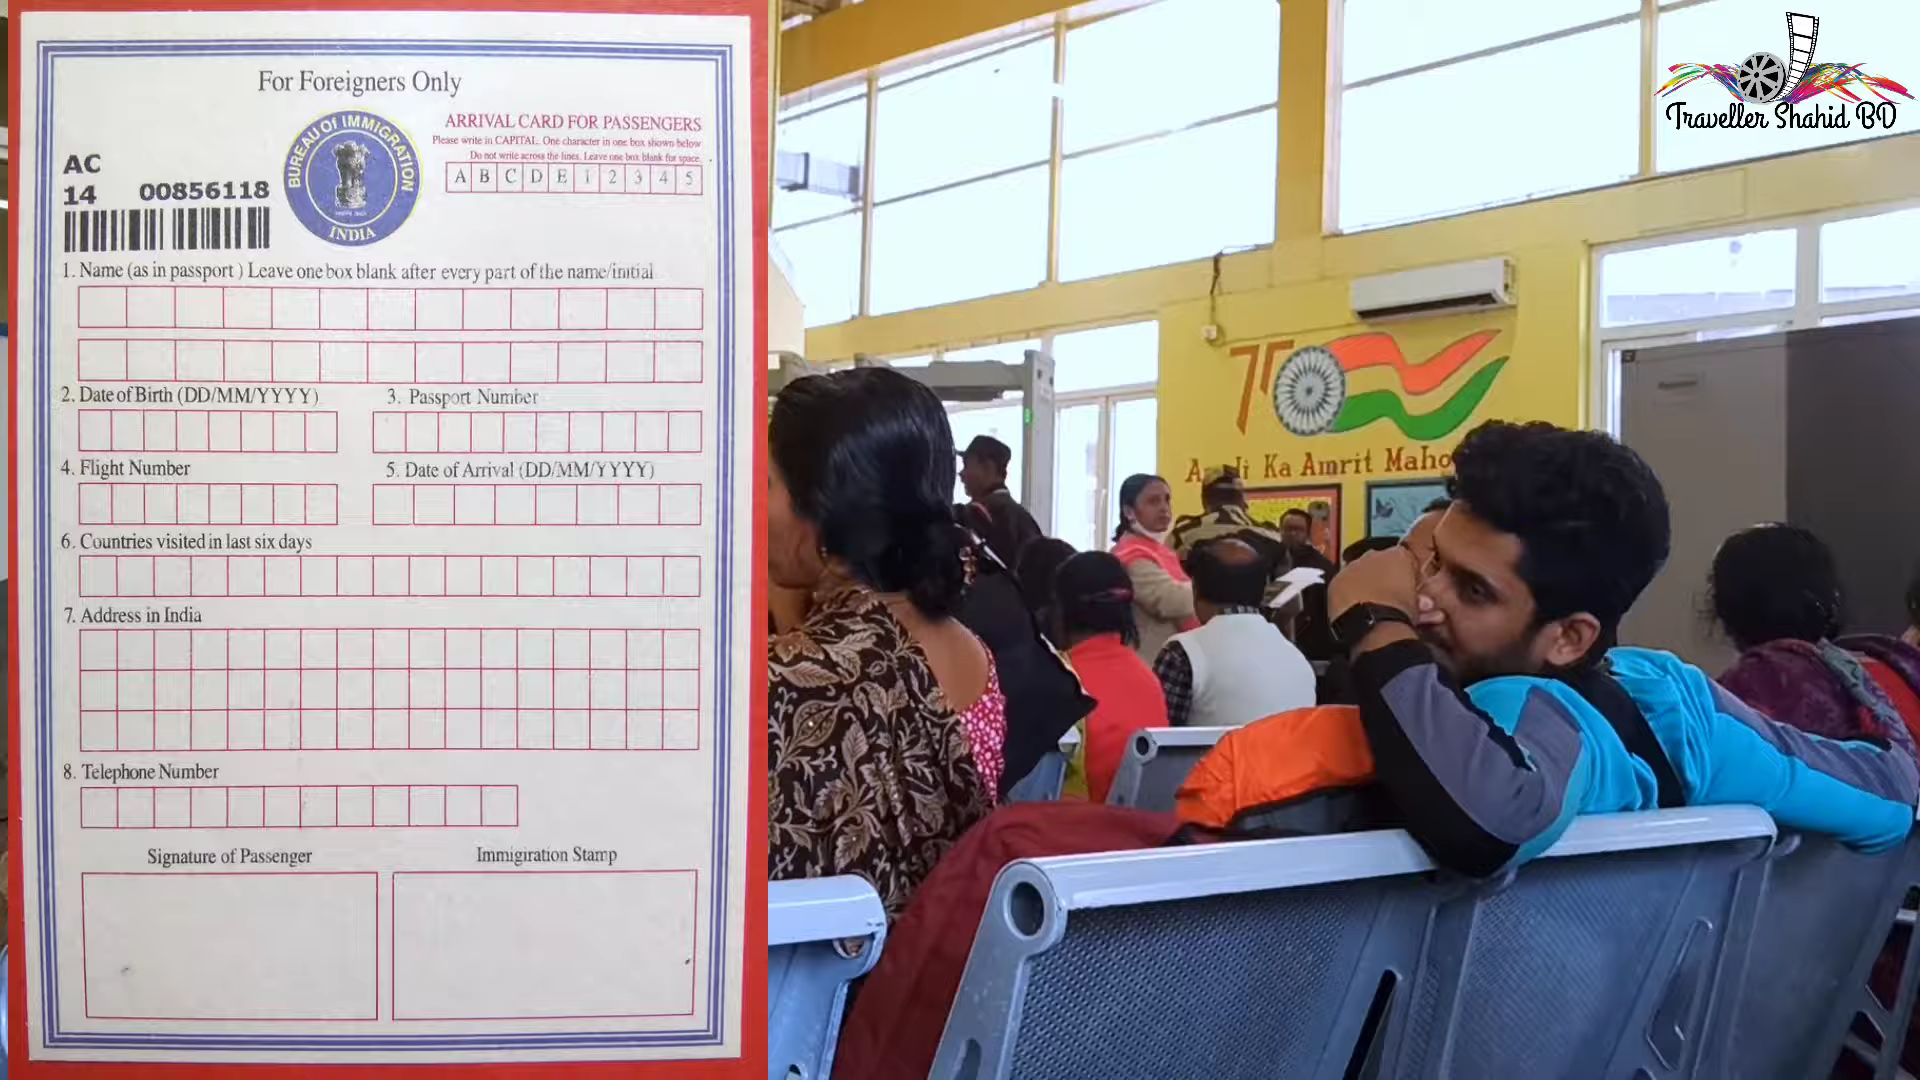 For Foreigners Only
BUREAU OF IMMIGRATION
INDIA
ARRIVAL CARD FOR PASSENGERS
Please write in CAPITAL. One character in one box shown below
Do not write across the lines. Leave one box blank for space.
A B C D E 1 2 3 4 5
AC
14 00856118
1. Name (as in passport ) Leave one box blank after every part of the name/initial
2. Date of Birth (DD/MM/YYYY)
3. Passport Number
4. Flight Number
5. Date of Arrival (DD/MM/YYYY)
6. Countries visited in last six days
7. Address in India
8. Telephone Number
Signature of Passenger
Immigiration Stamp
Traveller Shahid BD
75
Ka Amrit Maho